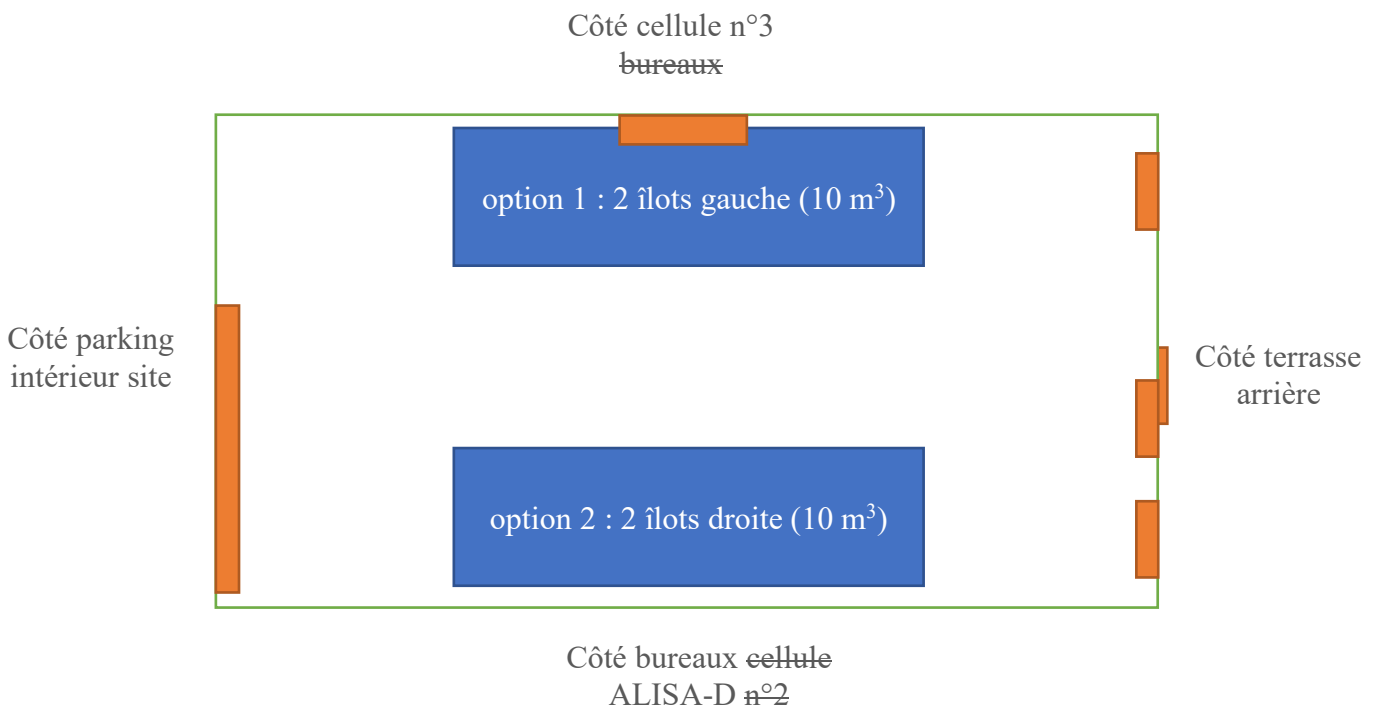 Côté cellule n°3
~~bureaux~~
option 1 : 2 îlots gauche (10 m³)
Côté parking
intérieur site
Côté terrasse
arrière
option 2 : 2 îlots droite (10 m³)
Côté bureaux ~~cellule~~
ALISA-D ~~n°2~~